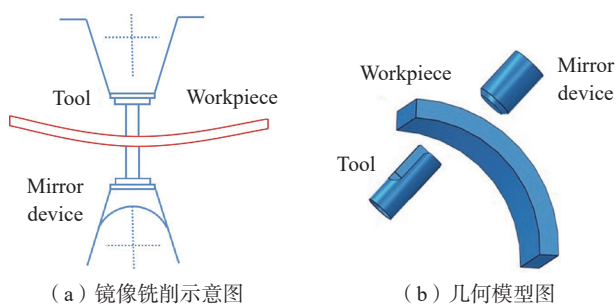 Tool
Workpiece
Mirror
device
(a)镜像铣削示意图
Workpiece
Mirror
device
Tool
(b)几何模型图